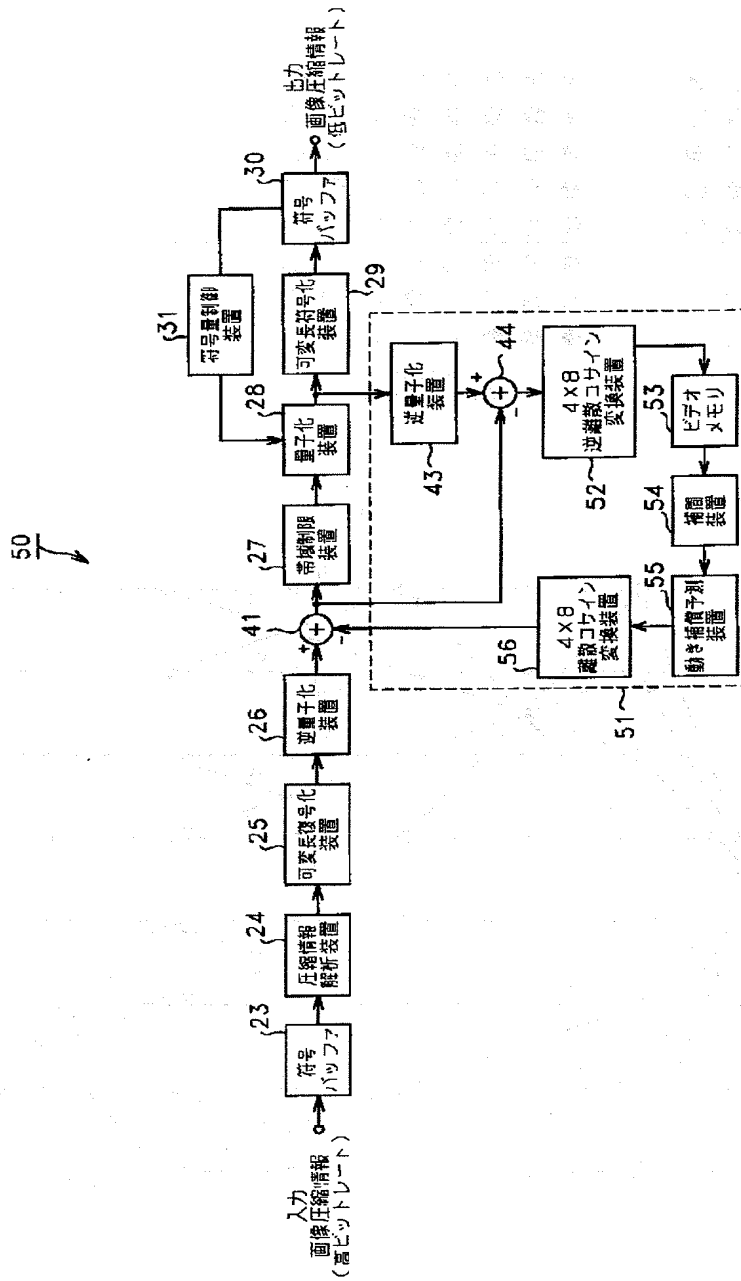 50
入力
画像圧縮情報
(高ビットレート)
23
符号
バッファ
24
圧縮情報
解析装置
25
可変長復号化
装置
26
逆量子化
装置
41
+
+
-
27
帯域制限
装置
28
量子化
装置
29
可変長符号化
装置
30
符号
バッファ
31
符号量制御
装置
出力
画像圧縮情報
(低ビットレート)
43
逆量子化
装置
44
+
+
-
52
4×8
逆離散コサイン
変換装置
53
ビデオ
メモリ
54
補間
装置
55
動き補償予測
装置
56
4×8
離散コサイン
変換装置
51